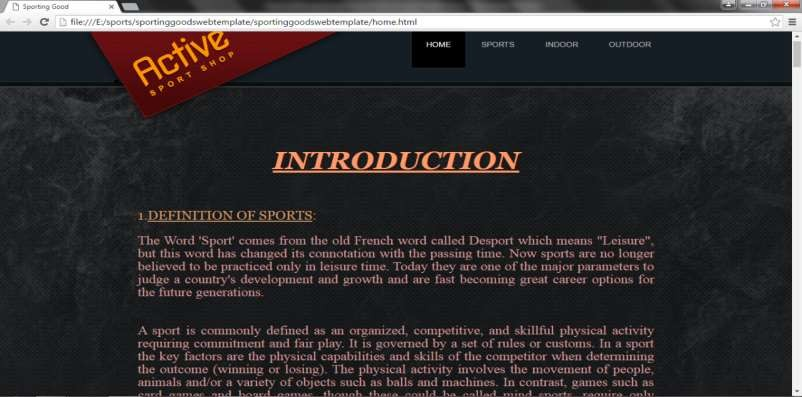 Sporting Good
file:///E:/sports/sportinggoodswebtemplate/sportinggoodswebtemplate/home.html
Active
SPORT SHOP
HOME SPORTS INDOOR OUTDOOR
INTRODUCTION
1.DEFINITION OF SPORTS:
The Word 'Sport' comes from the old French word called Desport which means "Leisure",
but this word has changed its connotation with the passing time. Now sports are no longer
believed to be practiced only in leisure time. Today they are one of the major parameters to
judge a country's development and growth and are fast becoming great career options for
the future generations.
A sport is commonly defined as an organized, competitive, and skillful physical activity
requiring commitment and fair play. It is governed by a set of rules or customs. In a sport
the key factors are the physical capabilities and skills of the competitor when determining
the outcome (winning or losing). The physical activity involves the movement of people,
animals and/or a variety of objects such as balls and machines. In contrast, games such as
card games and board games, though these could be called mind sports, require only